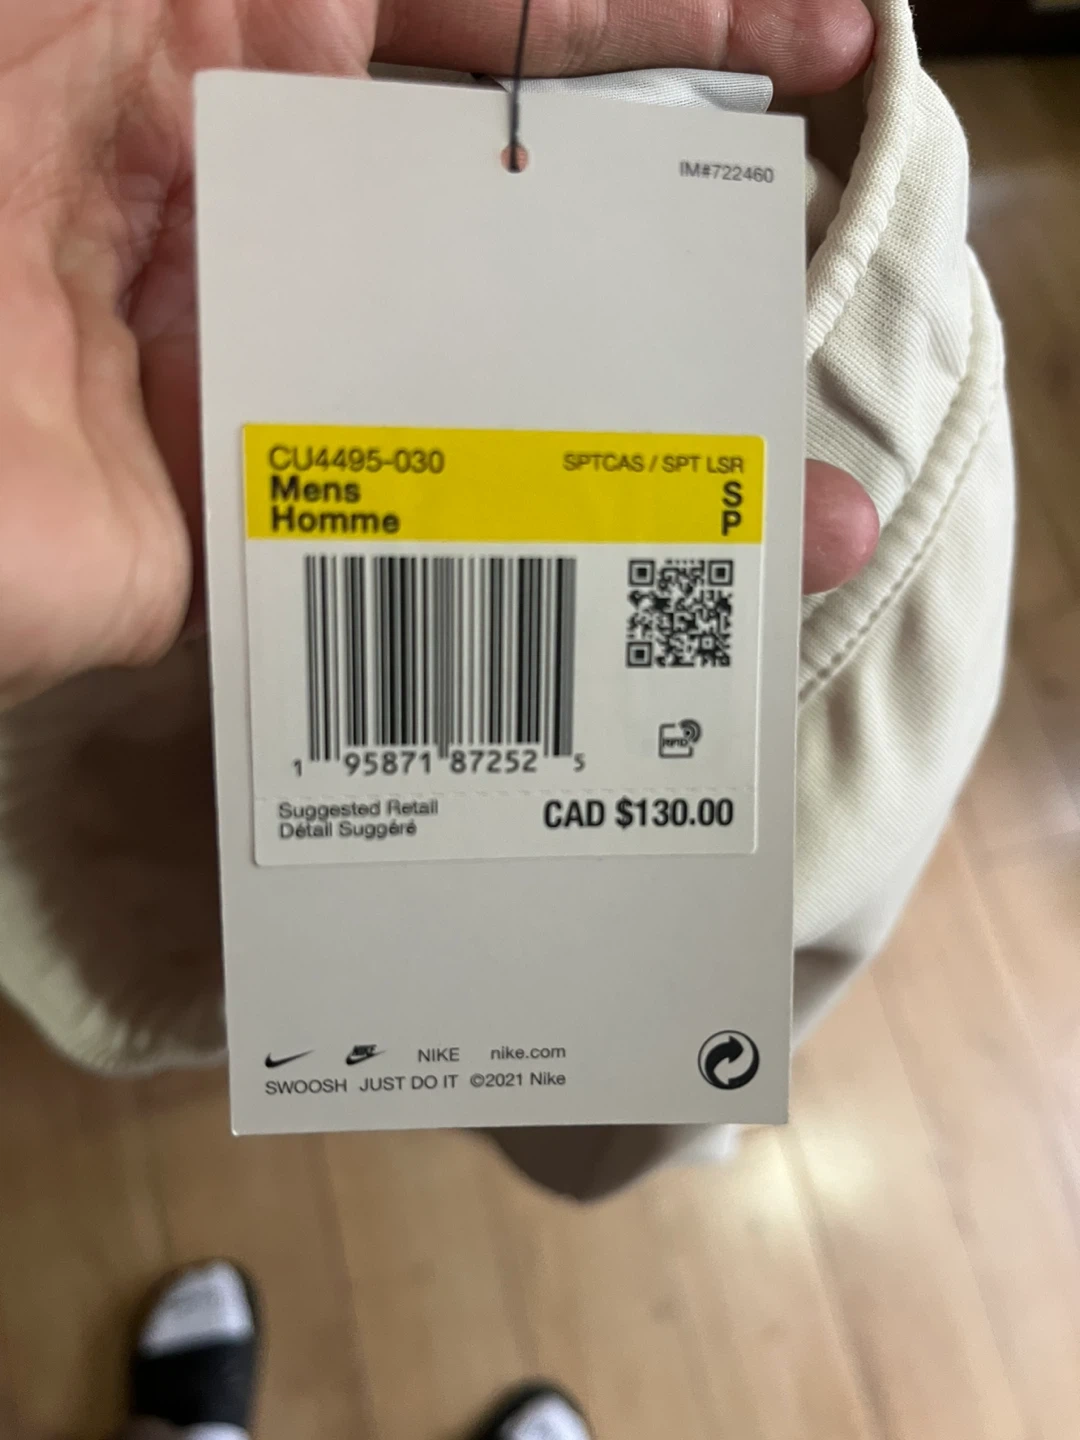 IM#722460
CU4495-030
SPTCAS / SPT LSR
Mens
S
Homme
P
RFID
1 95871 87252 5
Suggested Retail
Détail Suggéré
CAD $130.00
NIKE nike.com
SWOOSH JUST DO IT ©2021 Nike